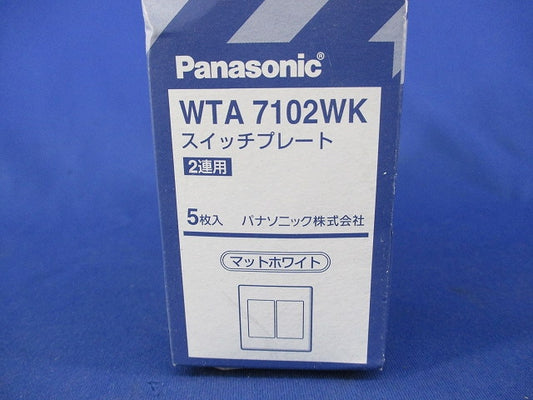 Panasonic®
WTA 7102WK
スイッチプレート
2連用
5枚入 パナソニック株式会社
マットホワイト